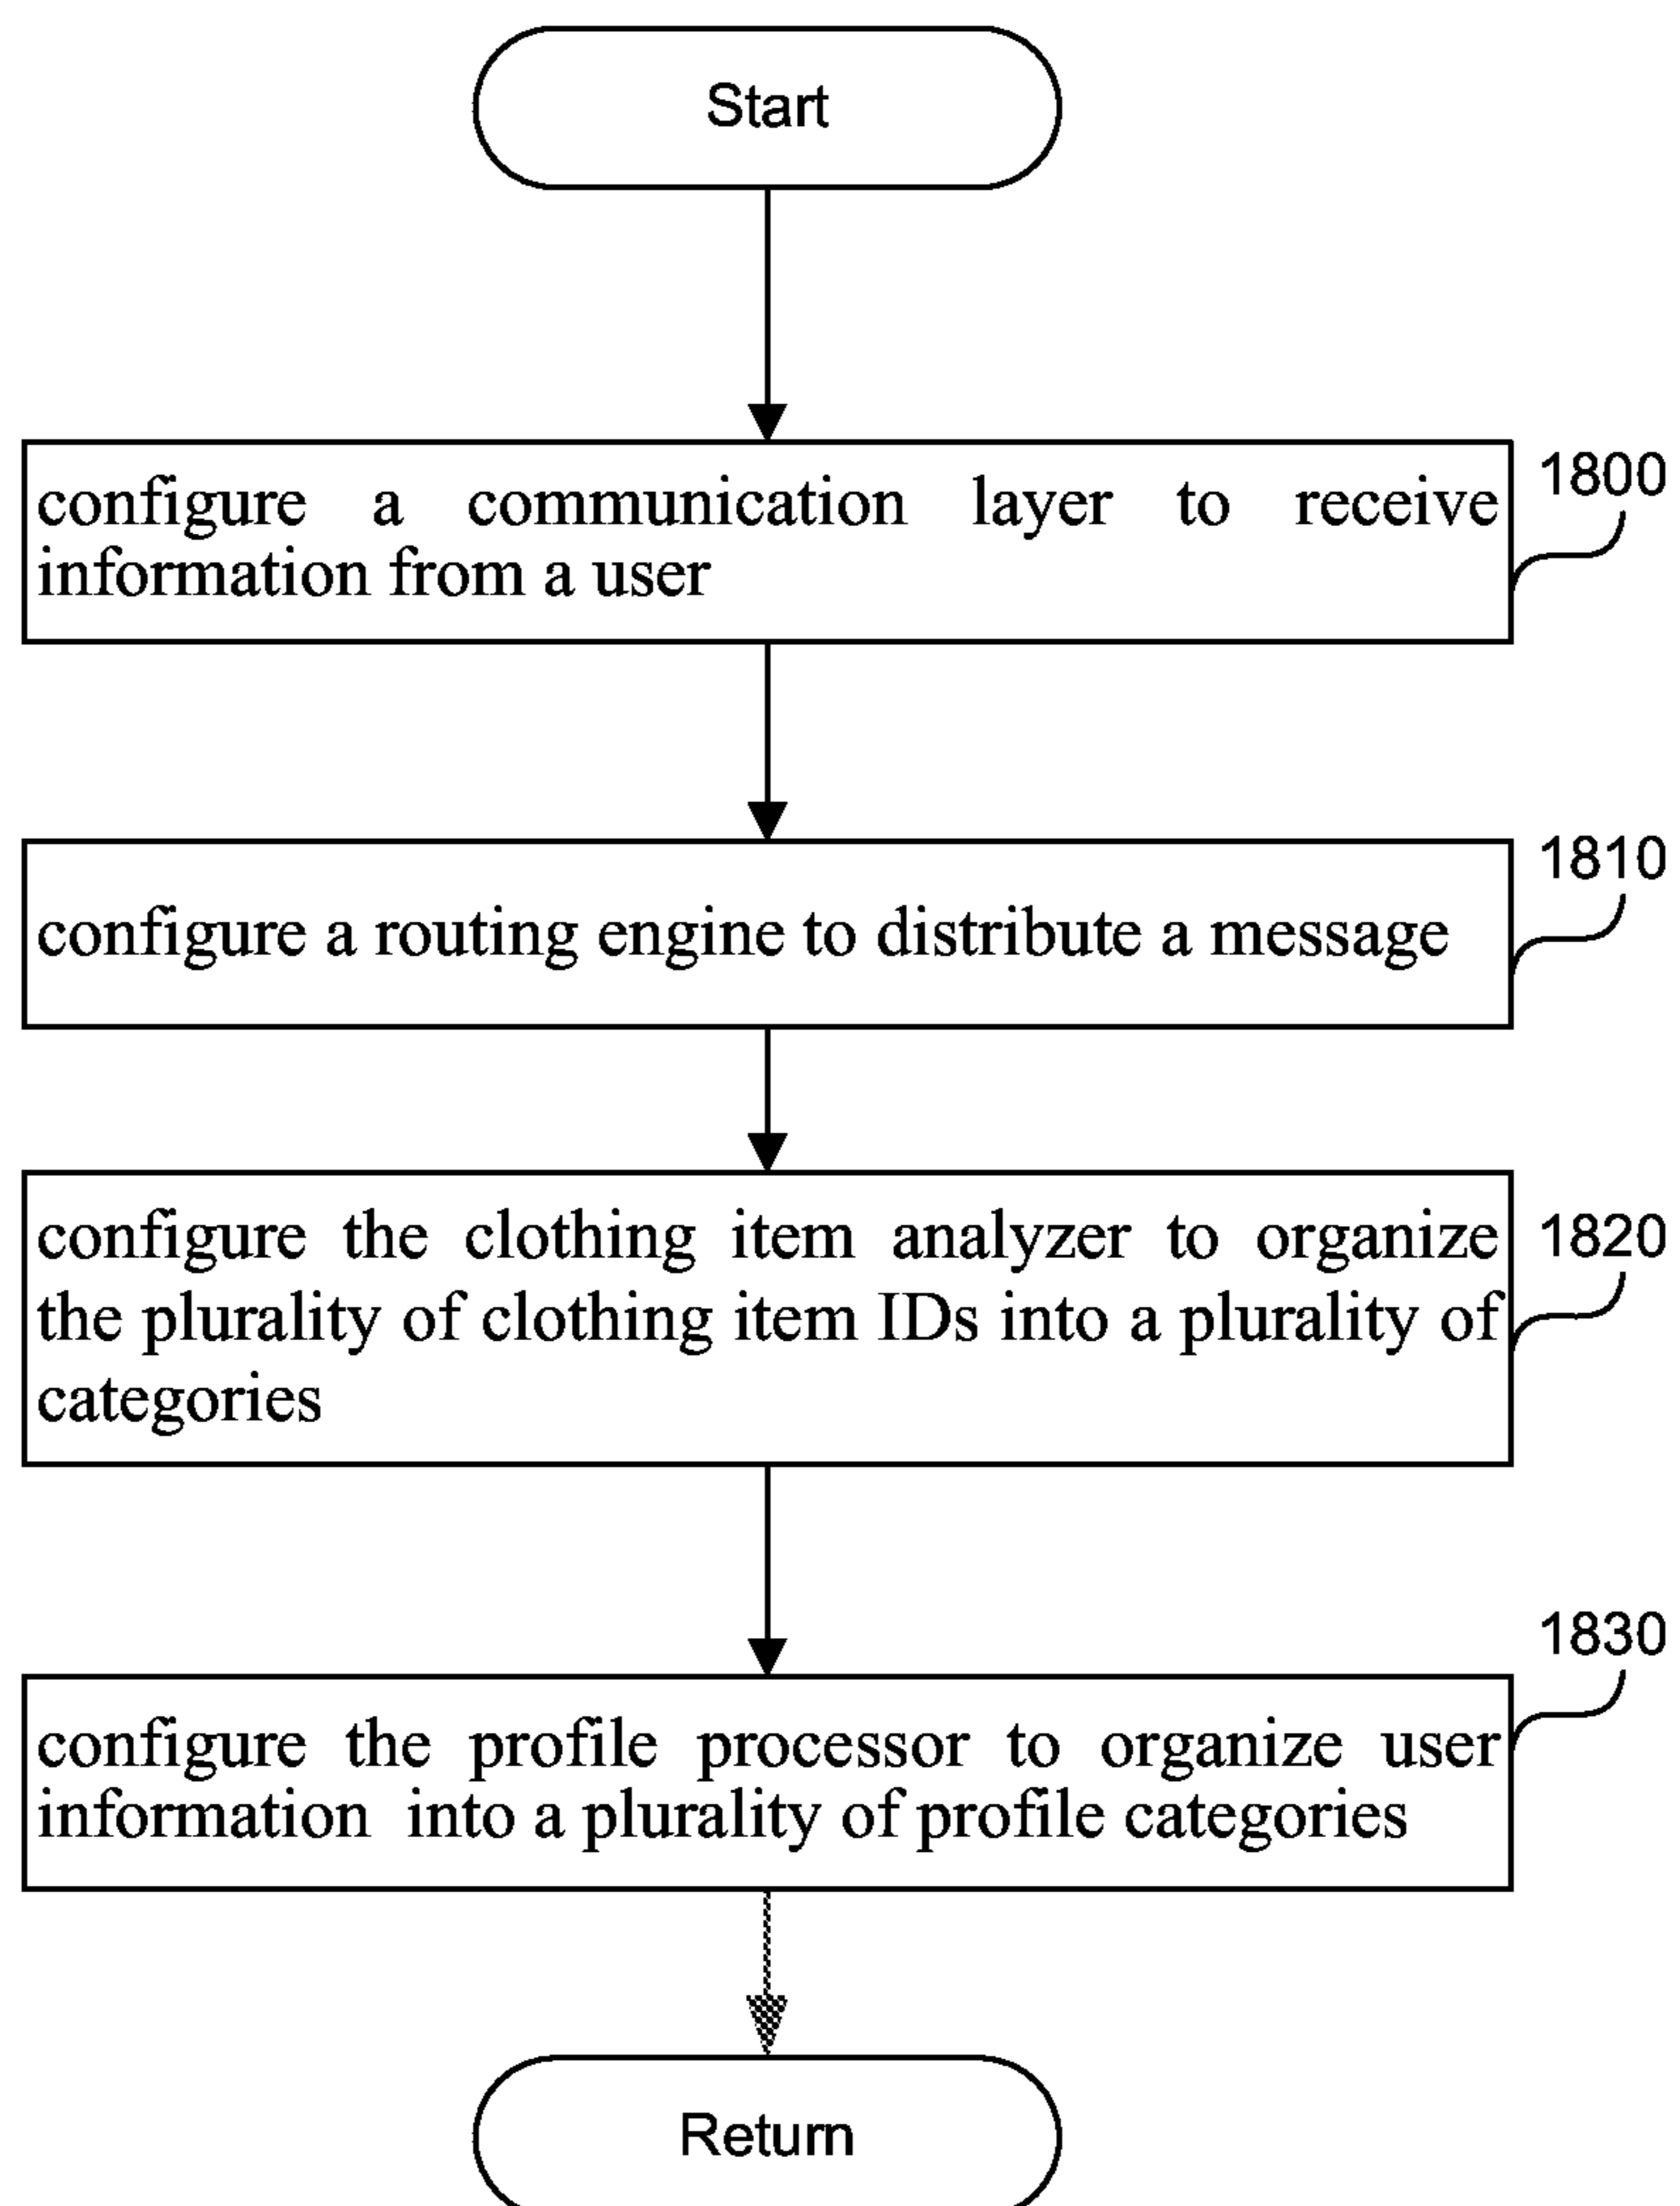 Start
configure a communication layer to receive
information from a user
1800
configure a routing engine to distribute a message
1810
configure the clothing item analyzer to organize
the plurality of clothing item IDs into a plurality of
categories
1820
configure the profile processor to organize user
information into a plurality of profile categories
1830
Return